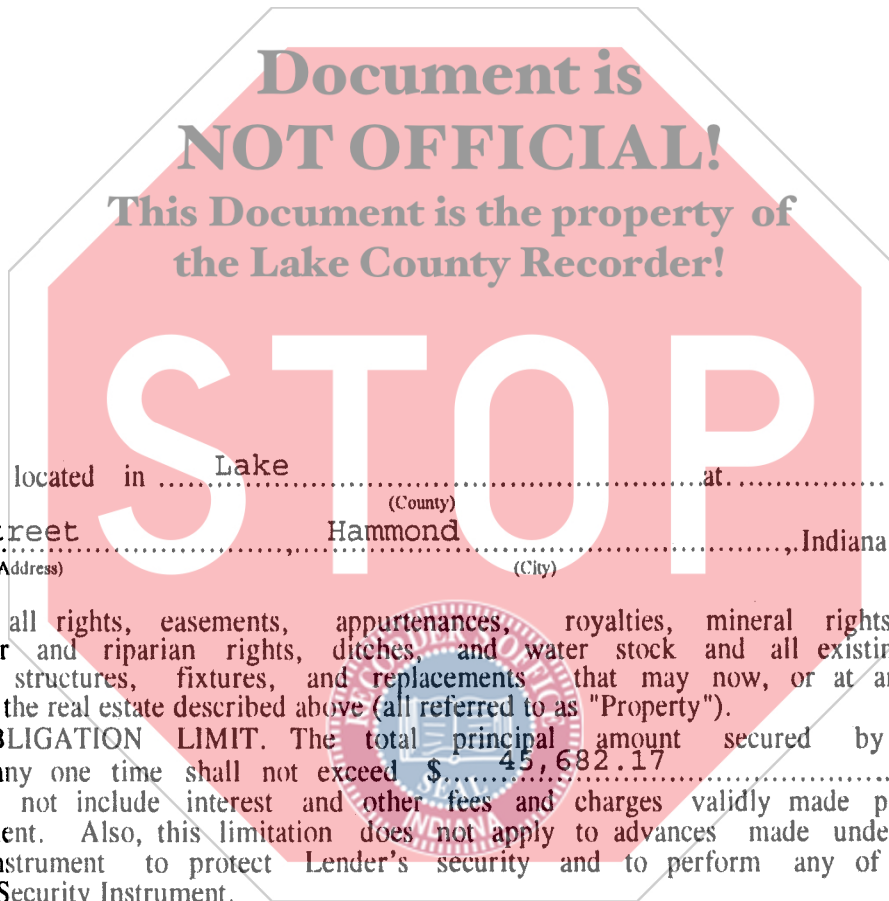 Document is
NOT OFFICIAL!
This Document is the property of
the Lake County Recorder!
STOP
located in ..... Lake ..... at .....
(County)
treet ....., .... Hammond ....., Indiana
Address) (City)
all rights, easements, appurtenances, royalties, mineral rights
r and riparian rights, ditches, and water stock and all existin
structures, fixtures, and replacements that may now, or at an
the real estate described above (all referred to as "Property").
BLIGATION LIMIT. The total principal amount secured by
any one time shall not exceed $..... 45,682.17 .....
not include interest and other fees and charges validly made p
ent. Also, this limitation does not apply to advances made unde
nstrument to protect Lender's security and to perform any of
Security Instrument.
RECORDER'S OFFICE
SEAL
INDIANA